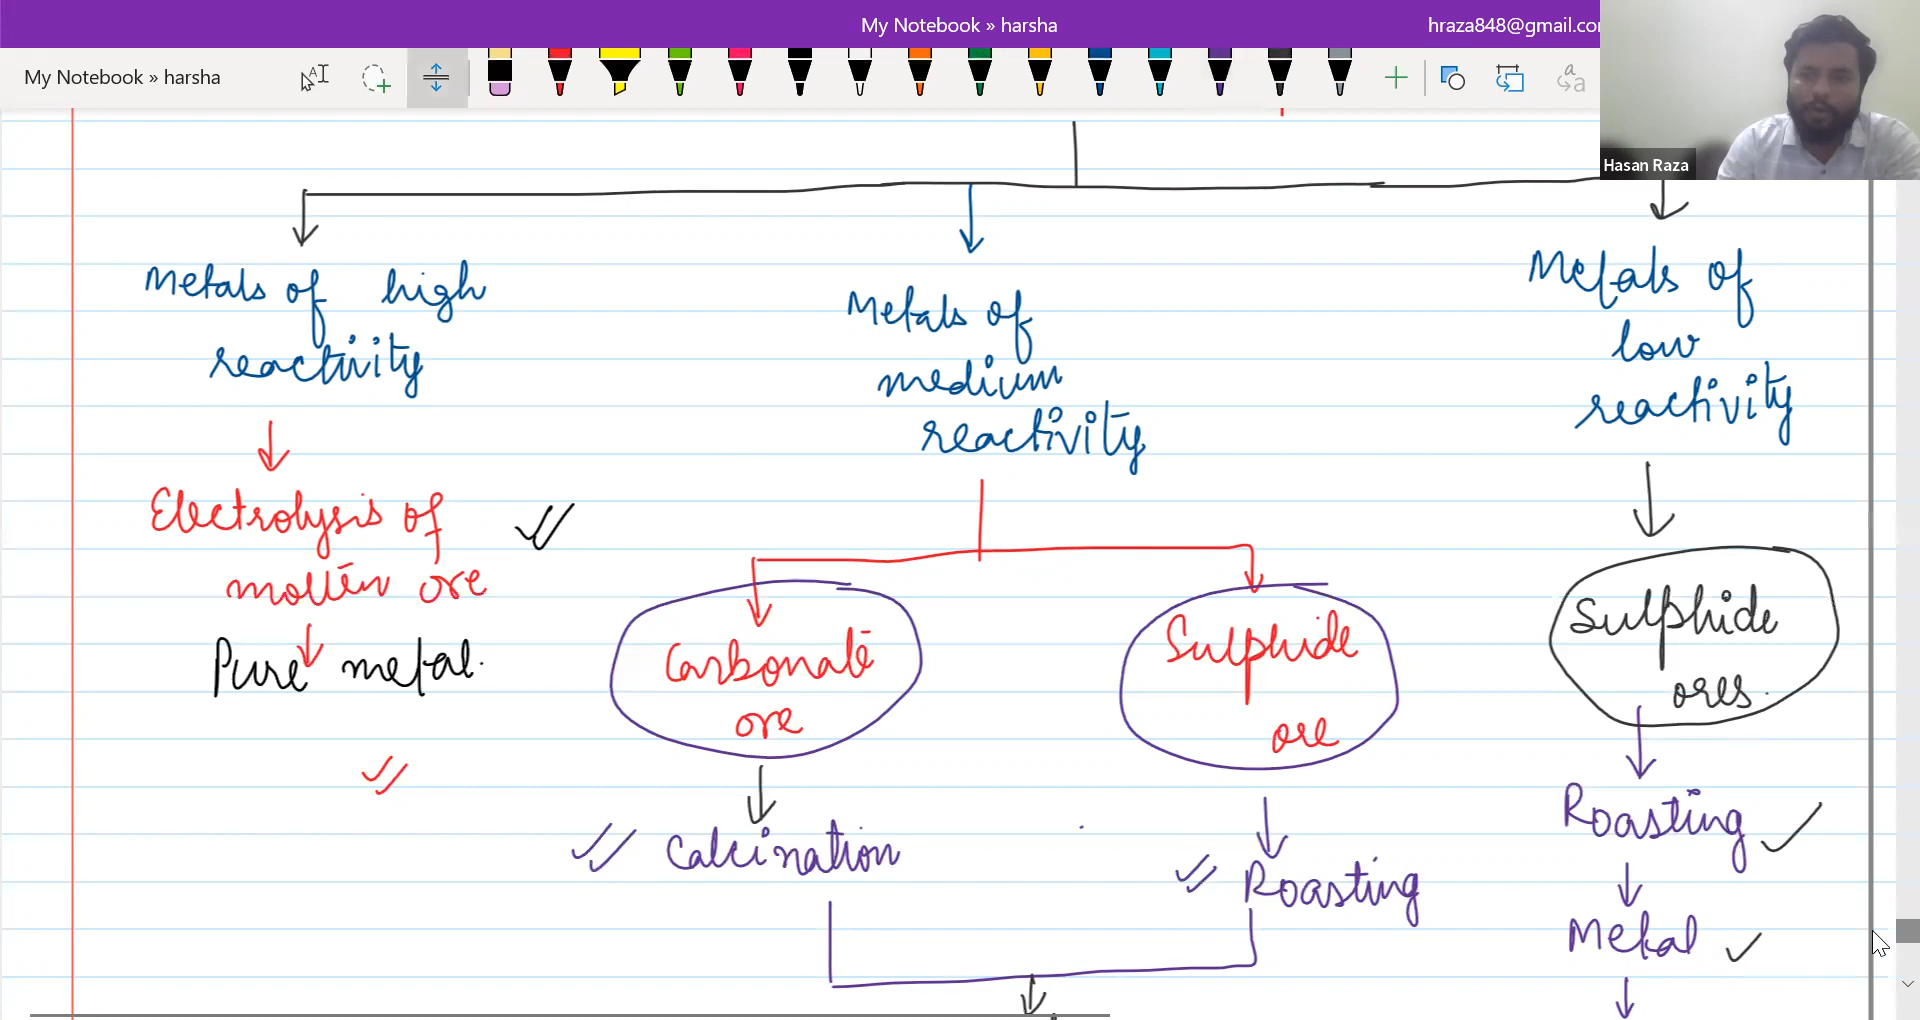 My Notebook » harsha
hraza848@gmail.co
My Notebook » harsha
Hasan Raza
Metals of high
reactivity
Electrolysis of
molten ore
Pure metal.
Metals of
medium
reactivity
Carbonate
ore
Calcination
Sulphide
ore
Roasting
Metals of
low
reactivity
Sulphide
ores.
Roasting
Metal